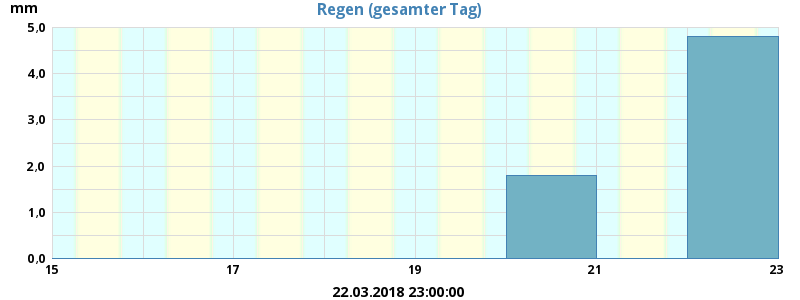 mm
Regen (gesamter Tag)
5,0
4,0
3,0
2,0
1,0
0,0
15 17 19 21 23
22.03.2018 23:00:00